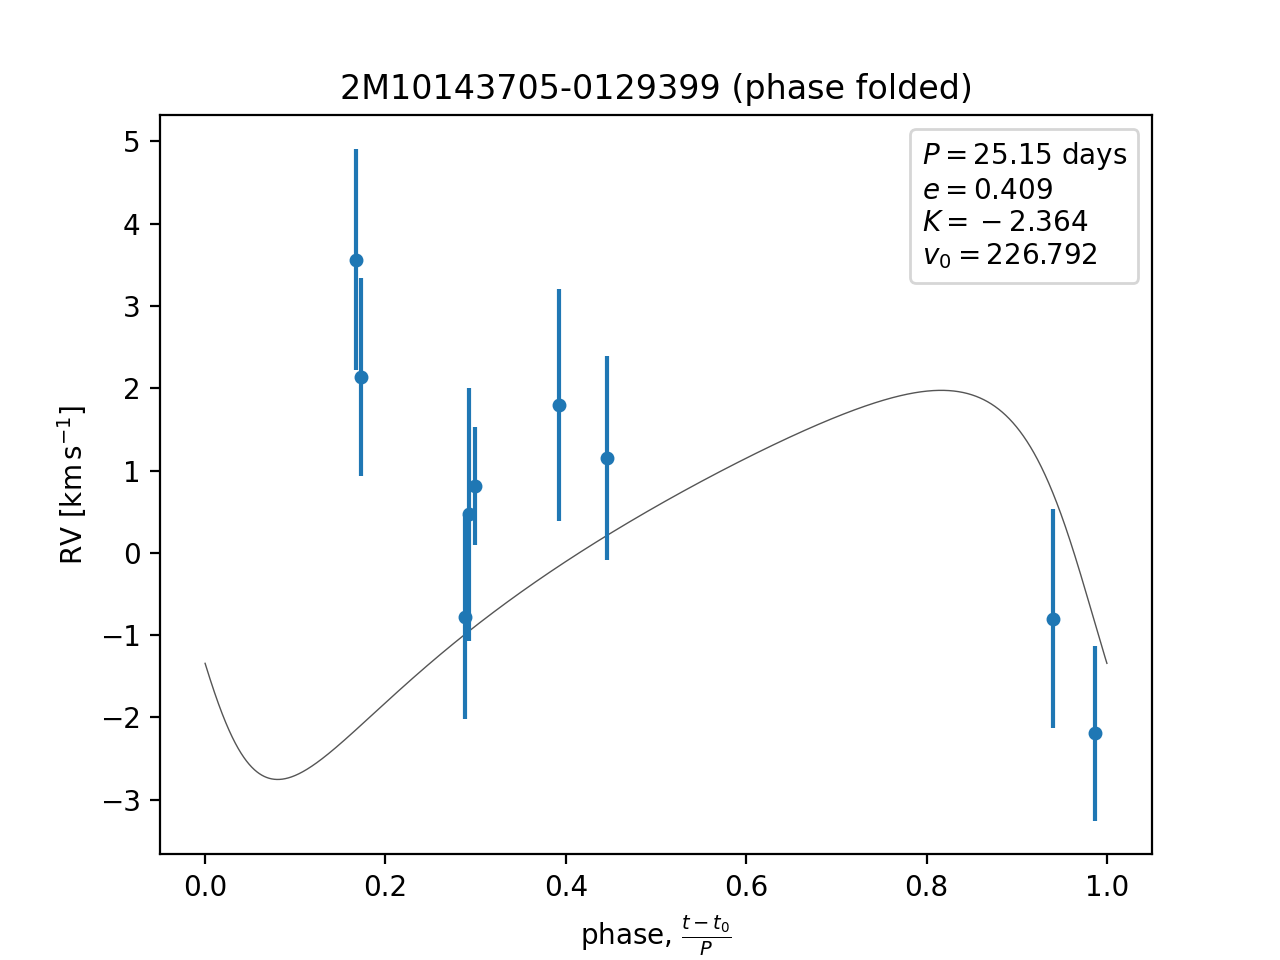 2M10143705-0129399 (phase folded)
P = 25.15 days
e = 0.409
K = −2.364
v₀ = 226.792
RV [km s⁻¹]
5
4
3
2
1
0
−1
−2
−3
0.0 0.2 0.4 0.6 0.8 1.0
phase, (t − t₀)/P